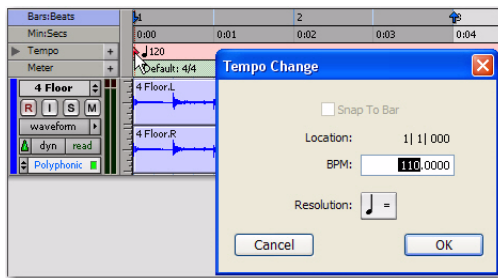 Bars:Beats 1 2 3
Min:Secs 0:00 0:01 0:02 0:03 0:04
Tempo + ♩120
Meter + Default: 4/4
4 Floor
R I S M
waveform
dyn read
Polyphonic
4 Floor.L
4 Floor.R
Tempo Change
Snap To Bar
Location: 1| 1| 000
BPM: 110.0000
Resolution: ♩ =
Cancel OK